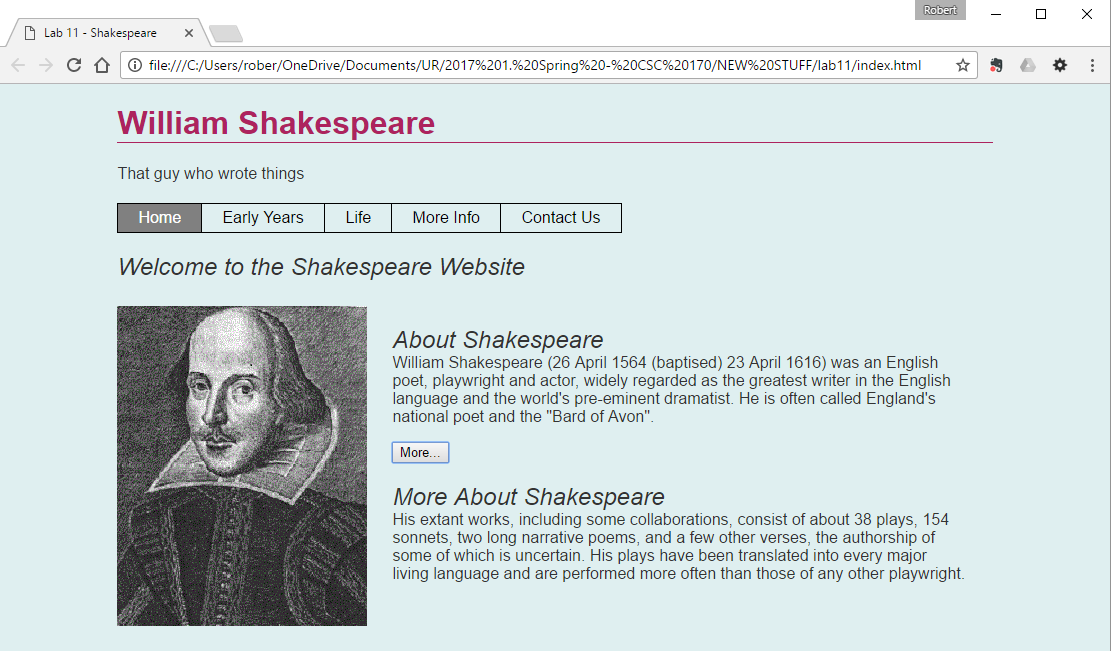 Robert
Lab 11 - Shakespeare
file:///C:/Users/rober/OneDrive/Documents/UR/2017%201.%20Spring%20-%20CSC%20170/NEW%20STUFF/lab11/index.html
William Shakespeare
That guy who wrote things
Home Early Years Life More Info Contact Us
Welcome to the Shakespeare Website
About Shakespeare
William Shakespeare (26 April 1564 (baptised) 23 April 1616) was an English
poet, playwright and actor, widely regarded as the greatest writer in the English
language and the world's pre-eminent dramatist. He is often called England's
national poet and the "Bard of Avon".
More...
More About Shakespeare
His extant works, including some collaborations, consist of about 38 plays, 154
sonnets, two long narrative poems, and a few other verses, the authorship of
some of which is uncertain. His plays have been translated into every major
living language and are performed more often than those of any other playwright.